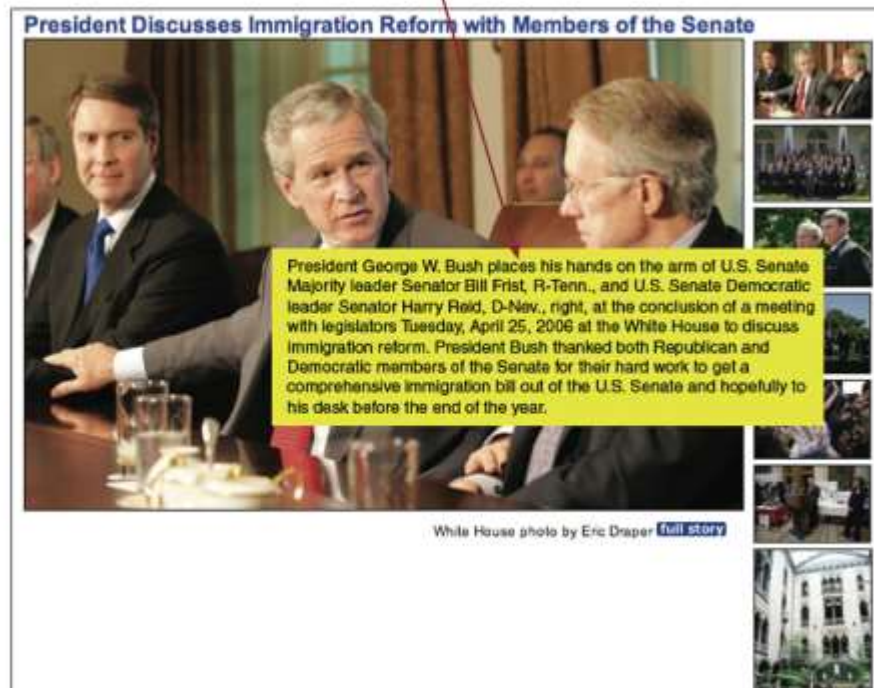 President Discusses Immigration Reform with Members of the Senate
President George W. Bush places his hands on the arm of U.S. Senate
Majority leader Senator Bill Frist, R-Tenn., and U.S. Senate Democratic
leader Senator Harry Reid, D-Nev., right, at the conclusion of a meeting
with legislators Tuesday, April 25, 2006 at the White House to discuss
immigration reform. President Bush thanked both Republican and
Democratic members of the Senate for their hard work to get a
comprehensive immigration bill out of the U.S. Senate and hopefully to
his desk before the end of the year.
White House photo by Eric Draper full story